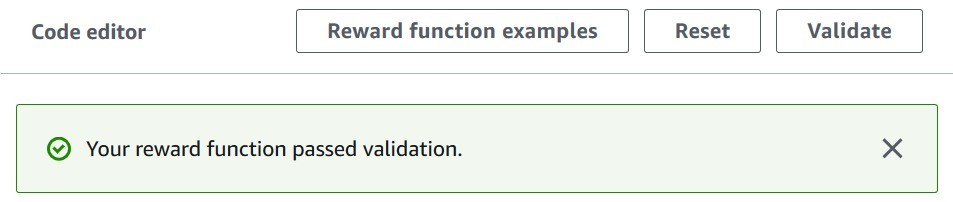 Code editor Reward function examples Reset Validate
Your reward function passed validation.